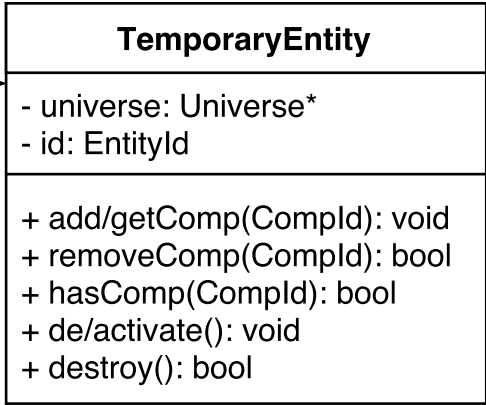 TemporaryEntity
- universe: Universe*
- id: EntityId
+ add/getComp(CompId): void
+ removeComp(CompId): bool
+ hasComp(CompId): bool
+ de/activate(): void
+ destroy(): bool